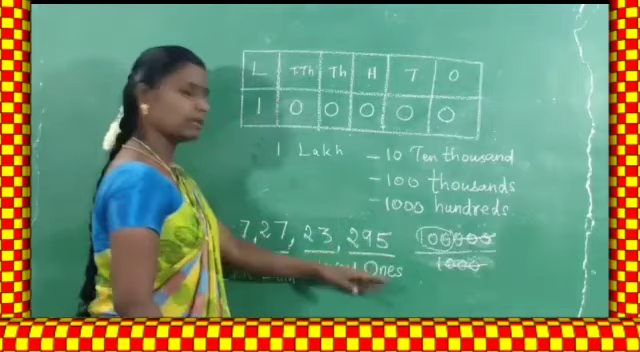 L T.Th Th H T O
1 0 0 0 0 0
1 Lakh - 10 Ten thousand
- 100 thousands
- 1000 hundreds
7,27,23,295
100000
1000
Ones